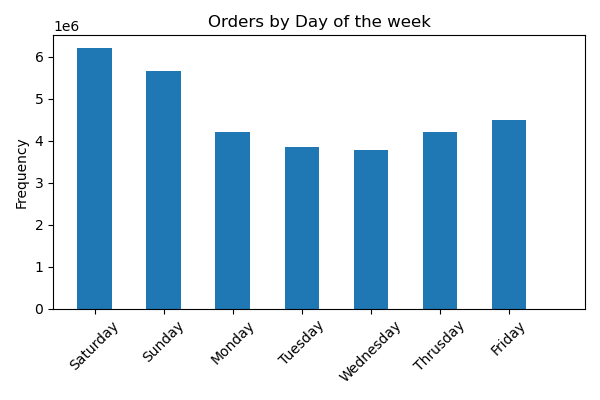 Orders by Day of the week
1e6
Frequency
6
5
4
3
2
1
0
Saturday
Sunday
Monday
Tuesday
Wednesday
Thrusday
Friday